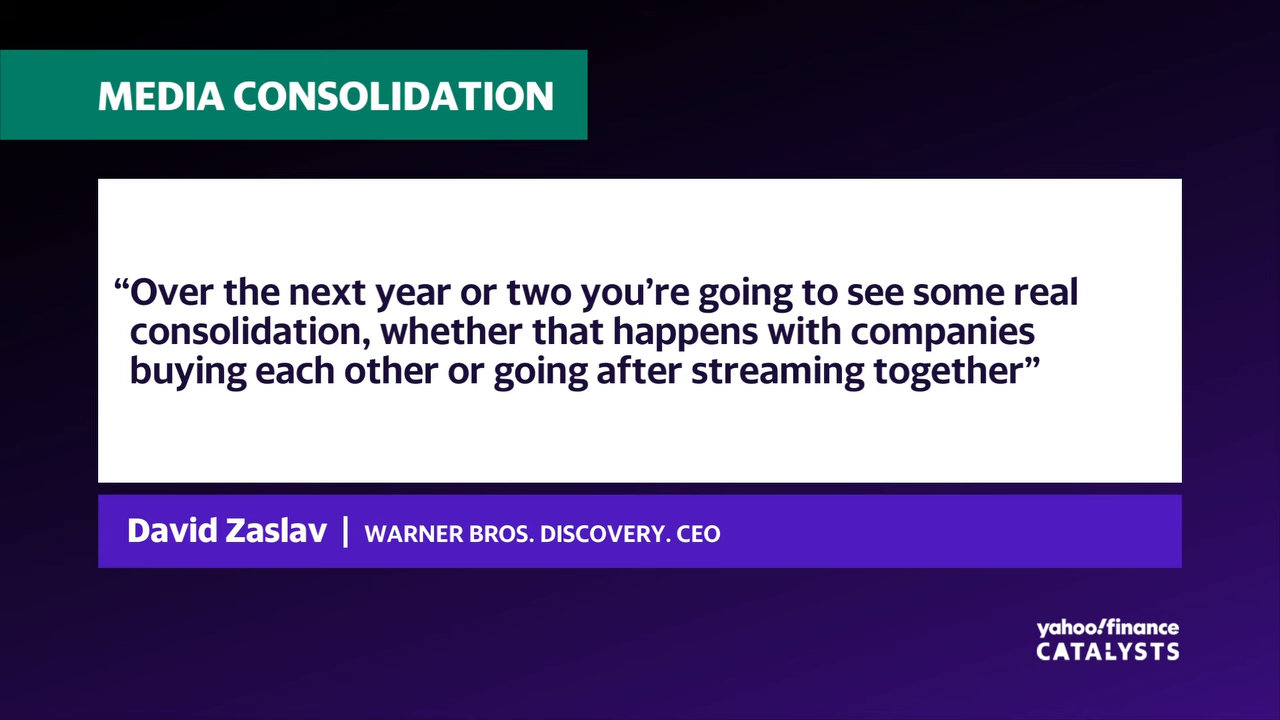 MEDIA CONSOLIDATION
“Over the next year or two you’re going to see some real
consolidation, whether that happens with companies
buying each other or going after streaming together”
David Zaslav | WARNER BROS. DISCOVERY. CEO
yahoo!finance
CATALYSTS